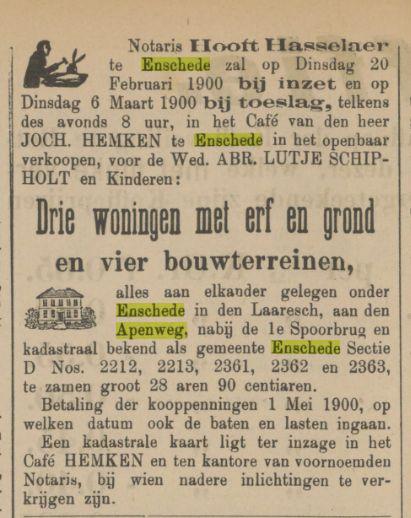 Notaris Hooft Hasselaer
te Enschede zal op Dinsdag 20
Februari 1900 bij inzet en op
Dinsdag 6 Maart 1900 bij toeslag, telkens
des avonds 8 uur, in het Café van den heer
JOCH. HEMKEN te Enschede in het openbaar
verkoopen, voor de Wed. ABR. LUTJE SCHIP-
HOLT en Kinderen:
Drie woningen met erf en grond
en vier bouwterreinen,
alles aan elkander gelegen onder
Enschede in den Laaresch, aan den
Apenweg, nabij de 1e Spoorbrug en
kadastraal bekend als gemeente Enschede Sectie
D Nos. 2212, 2213, 2361, 2362 en 2363,
te zamen groot 28 aren 90 centiaren.
Betaling der kooppenningen 1 Mei 1900, op
welken datum ook de baten en lasten ingaan.
Een kadastrale kaart ligt ter inzage in het
Café HEMKEN en ten kantore van voornoemden
Notaris, bij wien nadere inlichtingen te ver-
krijgen zijn.